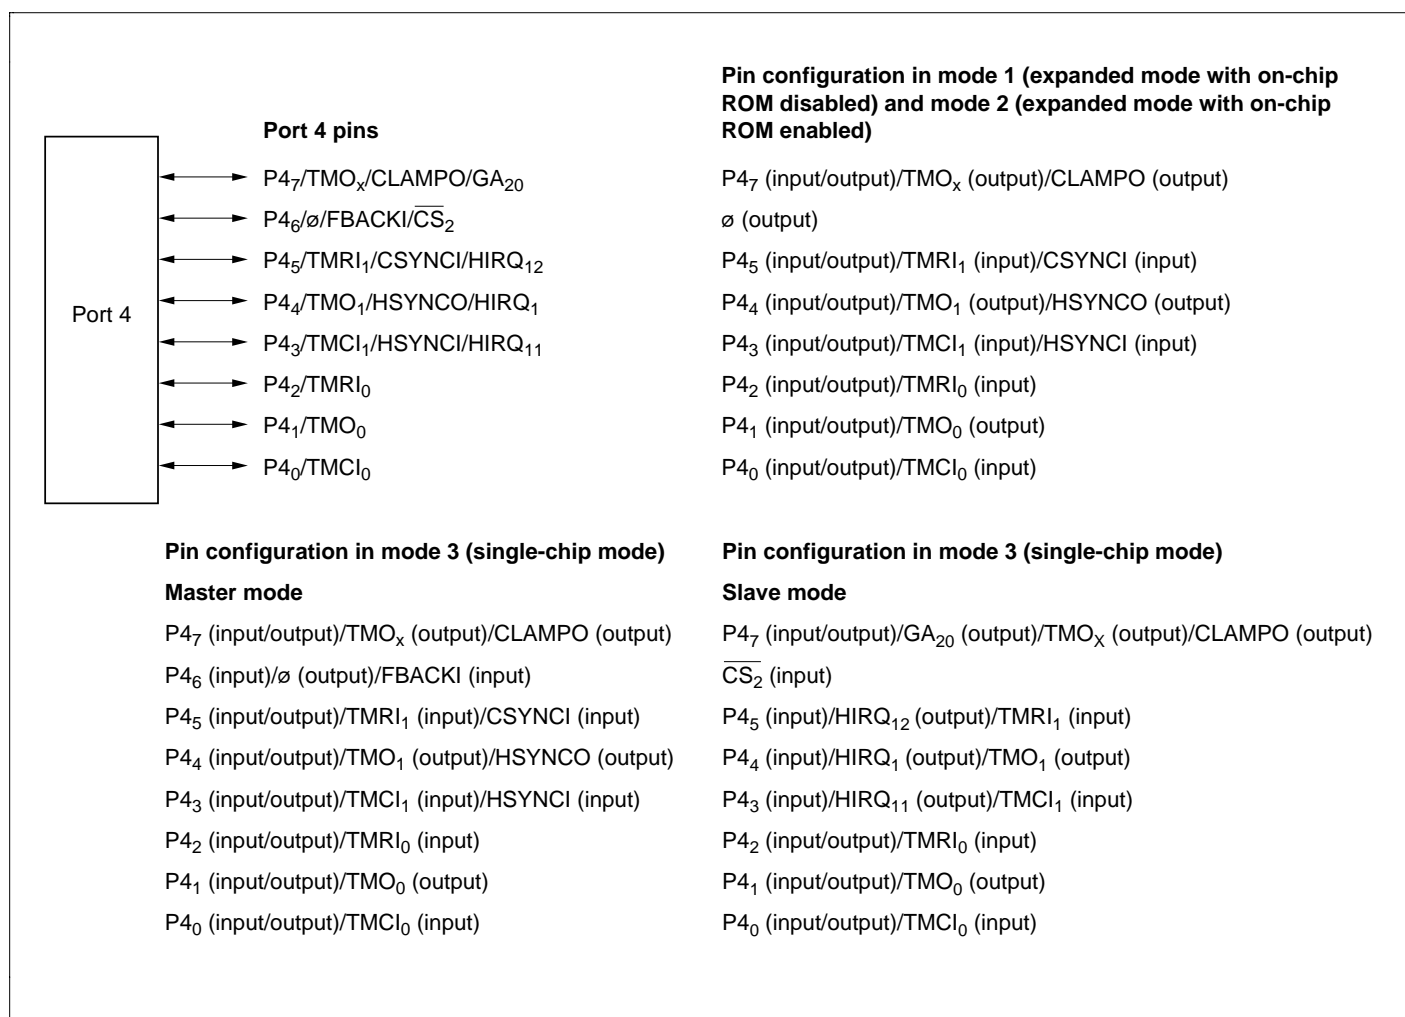 Pin configuration in mode 1 (expanded mode with on-chip
ROM disabled) and mode 2 (expanded mode with on-chip
ROM enabled)
Port 4 pins
Port 4
P4₇/TMOₓ/CLAMPO/GA₂₀
P4₆/ø/FBACKI/C̅S̅₂
P4₅/TMRI₁/CSYNCI/HIRQ₁₂
P4₄/TMO₁/HSYNCO/HIRQ₁
P4₃/TMCI₁/HSYNCI/HIRQ₁₁
P4₂/TMRI₀
P4₁/TMO₀
P4₀/TMCI₀
P4₇ (input/output)/TMOₓ (output)/CLAMPO (output)
ø (output)
P4₅ (input/output)/TMRI₁ (input)/CSYNCI (input)
P4₄ (input/output)/TMO₁ (output)/HSYNCO (output)
P4₃ (input/output)/TMCI₁ (input)/HSYNCI (input)
P4₂ (input/output)/TMRI₀ (input)
P4₁ (input/output)/TMO₀ (output)
P4₀ (input/output)/TMCI₀ (input)
Pin configuration in mode 3 (single-chip mode)
Master mode
P4₇ (input/output)/TMOₓ (output)/CLAMPO (output)
P4₆ (input)/ø (output)/FBACKI (input)
P4₅ (input/output)/TMRI₁ (input)/CSYNCI (input)
P4₄ (input/output)/TMO₁ (output)/HSYNCO (output)
P4₃ (input/output)/TMCI₁ (input)/HSYNCI (input)
P4₂ (input/output)/TMRI₀ (input)
P4₁ (input/output)/TMO₀ (output)
P4₀ (input/output)/TMCI₀ (input)
Pin configuration in mode 3 (single-chip mode)
Slave mode
P4₇ (input/output)/GA₂₀ (output)/TMOX (output)/CLAMPO (output)
C̅S̅₂̅ (input)
P4₅ (input)/HIRQ₁₂ (output)/TMRI₁ (input)
P4₄ (input)/HIRQ₁ (output)/TMO₁ (output)
P4₃ (input)/HIRQ₁₁ (output)/TMCI₁ (input)
P4₂ (input/output)/TMRI₀ (input)
P4₁ (input/output)/TMO₀ (output)
P4₀ (input/output)/TMCI₀ (input)